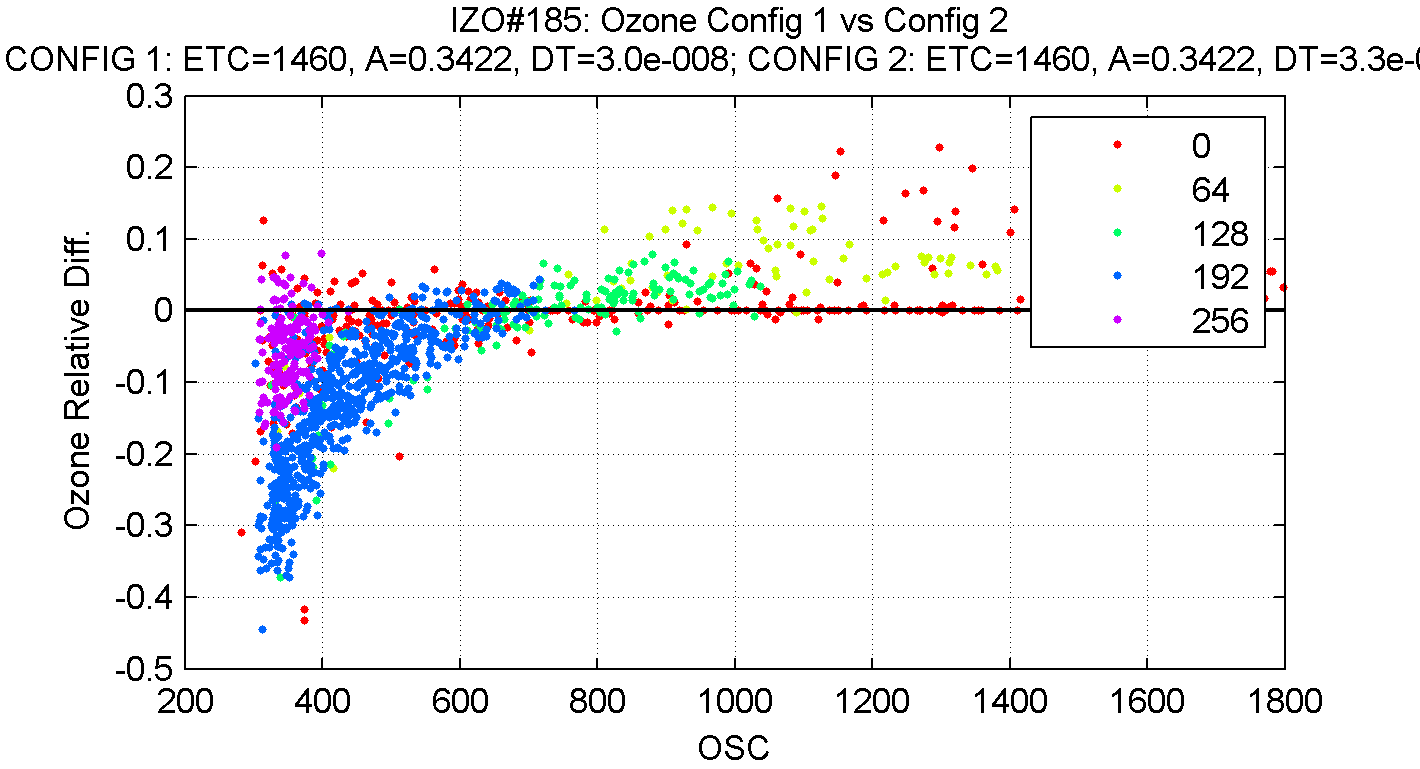 IZO#185: Ozone Config 1 vs Config 2
CONFIG 1: ETC=1460, A=0.3422, DT=3.0e-008; CONFIG 2: ETC=1460, A=0.3422, DT=3.3e-0
0.3
0.2
0.1
0
-0.1
-0.2
-0.3
-0.4
-0.5
Ozone Relative Diff.
0
64
128
192
256
200 400 600 800 1000 1200 1400 1600 1800
OSC